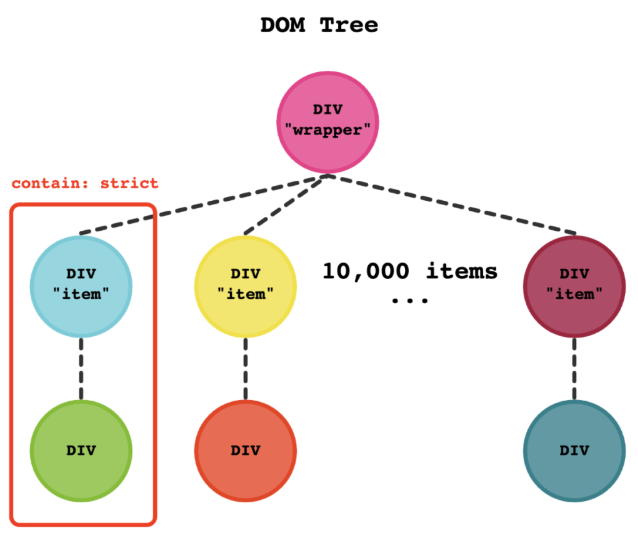 DOM Tree
DIV
"wrapper"
contain: strict
DIV
"item"
DIV
"item"
10,000 items
...
DIV
"item"
DIV
DIV
DIV